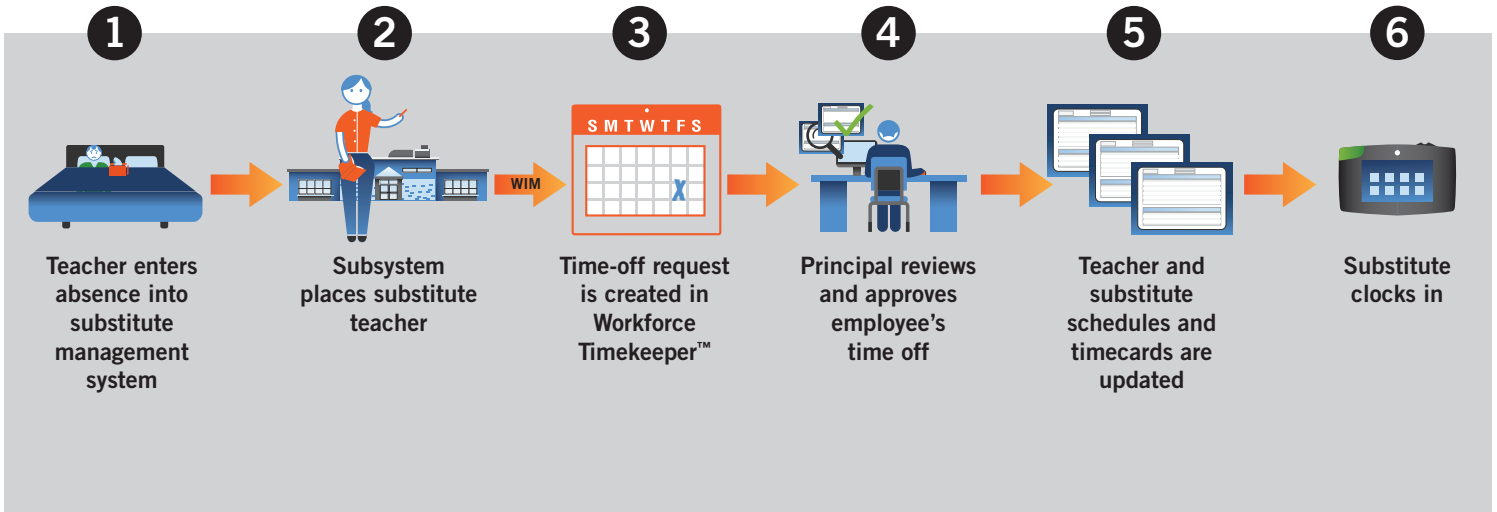 1
2
3
4
5
6
WIM
S M T W T F S
X
Teacher enters
absence into
substitute
management
system
Subsystem
places substitute
teacher
Time-off request
is created in
Workforce
Timekeeper™
Principal reviews
and approves
employee's
time off
Teacher and
substitute
schedules and
timecards are
updated
Substitute
clocks in